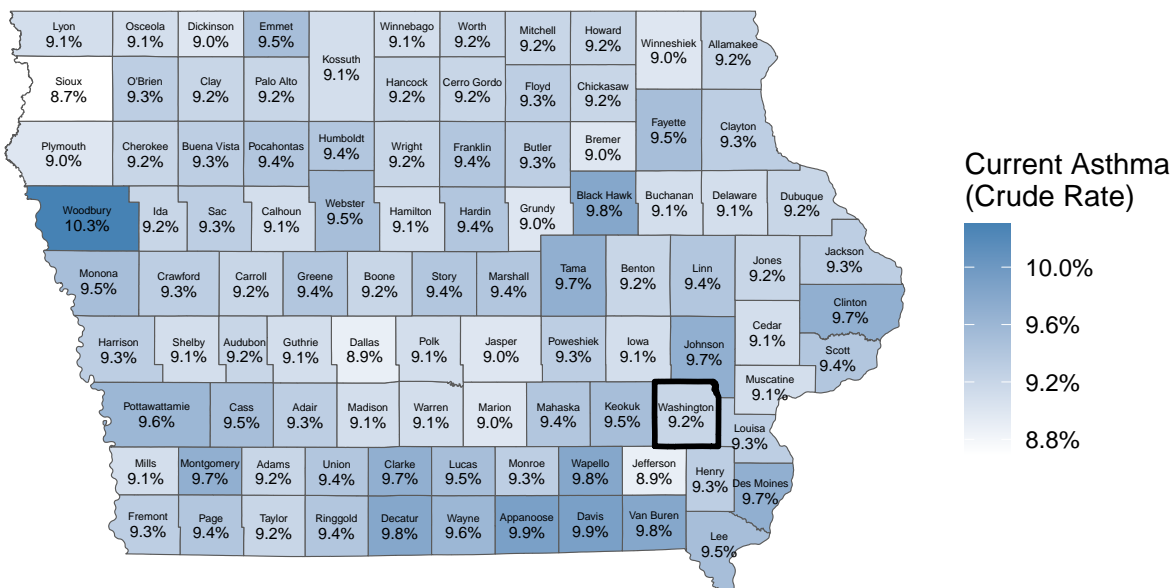 Lyon
9.1%
Osceola
9.1%
Dickinson
9.0%
Emmet
9.5%
Kossuth
9.1%
Winnebago
9.1%
Worth
9.2%
Mitchell
9.2%
Howard
9.2%
Winneshiek
9.0%
Allamakee
9.2%
Sioux
8.7%
O'Brien
9.3%
Clay
9.2%
Palo Alto
9.2%
Hancock
9.2%
Cerro Gordo
9.2%
Floyd
9.3%
Chickasaw
9.2%
Fayette
9.5%
Clayton
9.3%
Plymouth
9.0%
Cherokee
9.2%
Buena Vista
9.3%
Pocahontas
9.4%
Humboldt
9.4%
Wright
9.2%
Franklin
9.4%
Butler
9.3%
Bremer
9.0%
Woodbury
10.3%
Ida
9.2%
Sac
9.3%
Calhoun
9.1%
Webster
9.5%
Hamilton
9.1%
Hardin
9.4%
Grundy
9.0%
Black Hawk
9.8%
Buchanan
9.1%
Delaware
9.1%
Dubuque
9.2%
Monona
9.5%
Crawford
9.3%
Carroll
9.2%
Greene
9.4%
Boone
9.2%
Story
9.4%
Marshall
9.4%
Tama
9.7%
Benton
9.2%
Linn
9.4%
Jones
9.2%
Jackson
9.3%
Clinton
9.7%
Harrison
9.3%
Shelby
9.1%
Audubon
9.2%
Guthrie
9.1%
Dallas
8.9%
Polk
9.1%
Jasper
9.0%
Poweshiek
9.3%
Iowa
9.1%
Johnson
9.7%
Cedar
9.1%
Scott
9.4%
Muscatine
9.1%
Pottawattamie
9.6%
Cass
9.5%
Adair
9.3%
Madison
9.1%
Warren
9.1%
Marion
9.0%
Mahaska
9.4%
Keokuk
9.5%
Washington
9.2%
Louisa
9.3%
Mills
9.1%
Montgomery
9.7%
Adams
9.2%
Union
9.4%
Clarke
9.7%
Lucas
9.5%
Monroe
9.3%
Wapello
9.8%
Jefferson
8.9%
Henry
9.3%
Des Moines
9.7%
Fremont
9.3%
Page
9.4%
Taylor
9.2%
Ringgold
9.4%
Decatur
9.8%
Wayne
9.6%
Appanoose
9.9%
Davis
9.9%
Van Buren
9.8%
Lee
9.5%
Current Asthma
(Crude Rate)
10.0%
9.6%
9.2%
8.8%